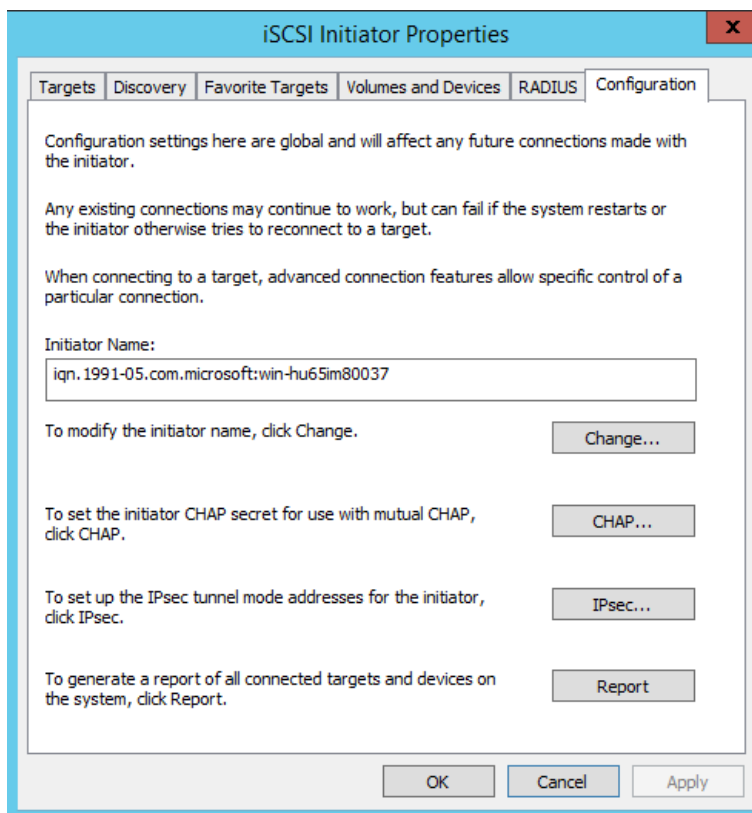 iSCSI Initiator Properties
x
Targets Discovery Favorite Targets Volumes and Devices RADIUS Configuration
Configuration settings here are global and will affect any future connections made with
the initiator.
Any existing connections may continue to work, but can fail if the system restarts or
the initiator otherwise tries to reconnect to a target.
When connecting to a target, advanced connection features allow specific control of a
particular connection.
Initiator Name:
iqn.1991-05.com.microsoft:win-hu65im80037
To modify the initiator name, click Change.
Change...
To set the initiator CHAP secret for use with mutual CHAP,
click CHAP.
CHAP...
To set up the IPsec tunnel mode addresses for the initiator,
click IPsec.
IPsec...
To generate a report of all connected targets and devices on
the system, click Report.
Report
OK Cancel Apply